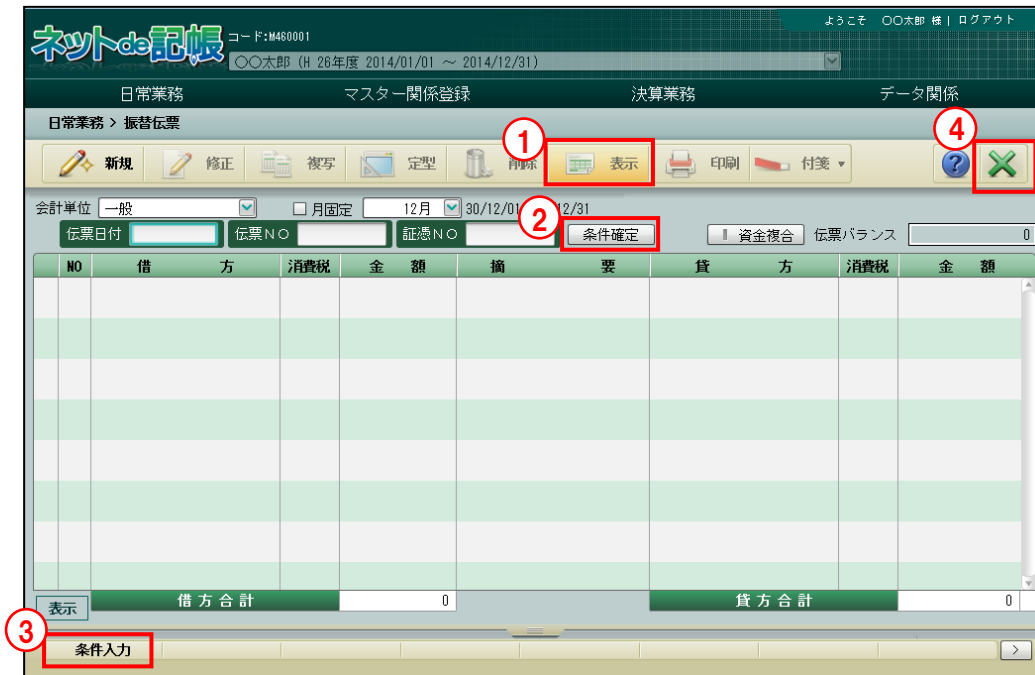 ようこそ 〇〇太郎 様 | ログアウト
ネットde記帳 コード:M460001
〇〇太郎 (H 26年度 2014/01/01 ～ 2014/12/31)
日常業務 マスター関係登録 決算業務 データ関係
日常業務 > 振替伝票
① ④
新規 修正 複写 定型 削除 表示 印刷 付箋 ▼ ?
会計単位 一般 月固定 12月 30/12/01 12/31
②
伝票日付 伝票NO 証憑NO 条件確定 資金複合 伝票バランス 0
NO 借方 消費税 金額 摘要 貸方 消費税 金額
表示 借方合計 0 貸方合計 0
③
条件入力 >